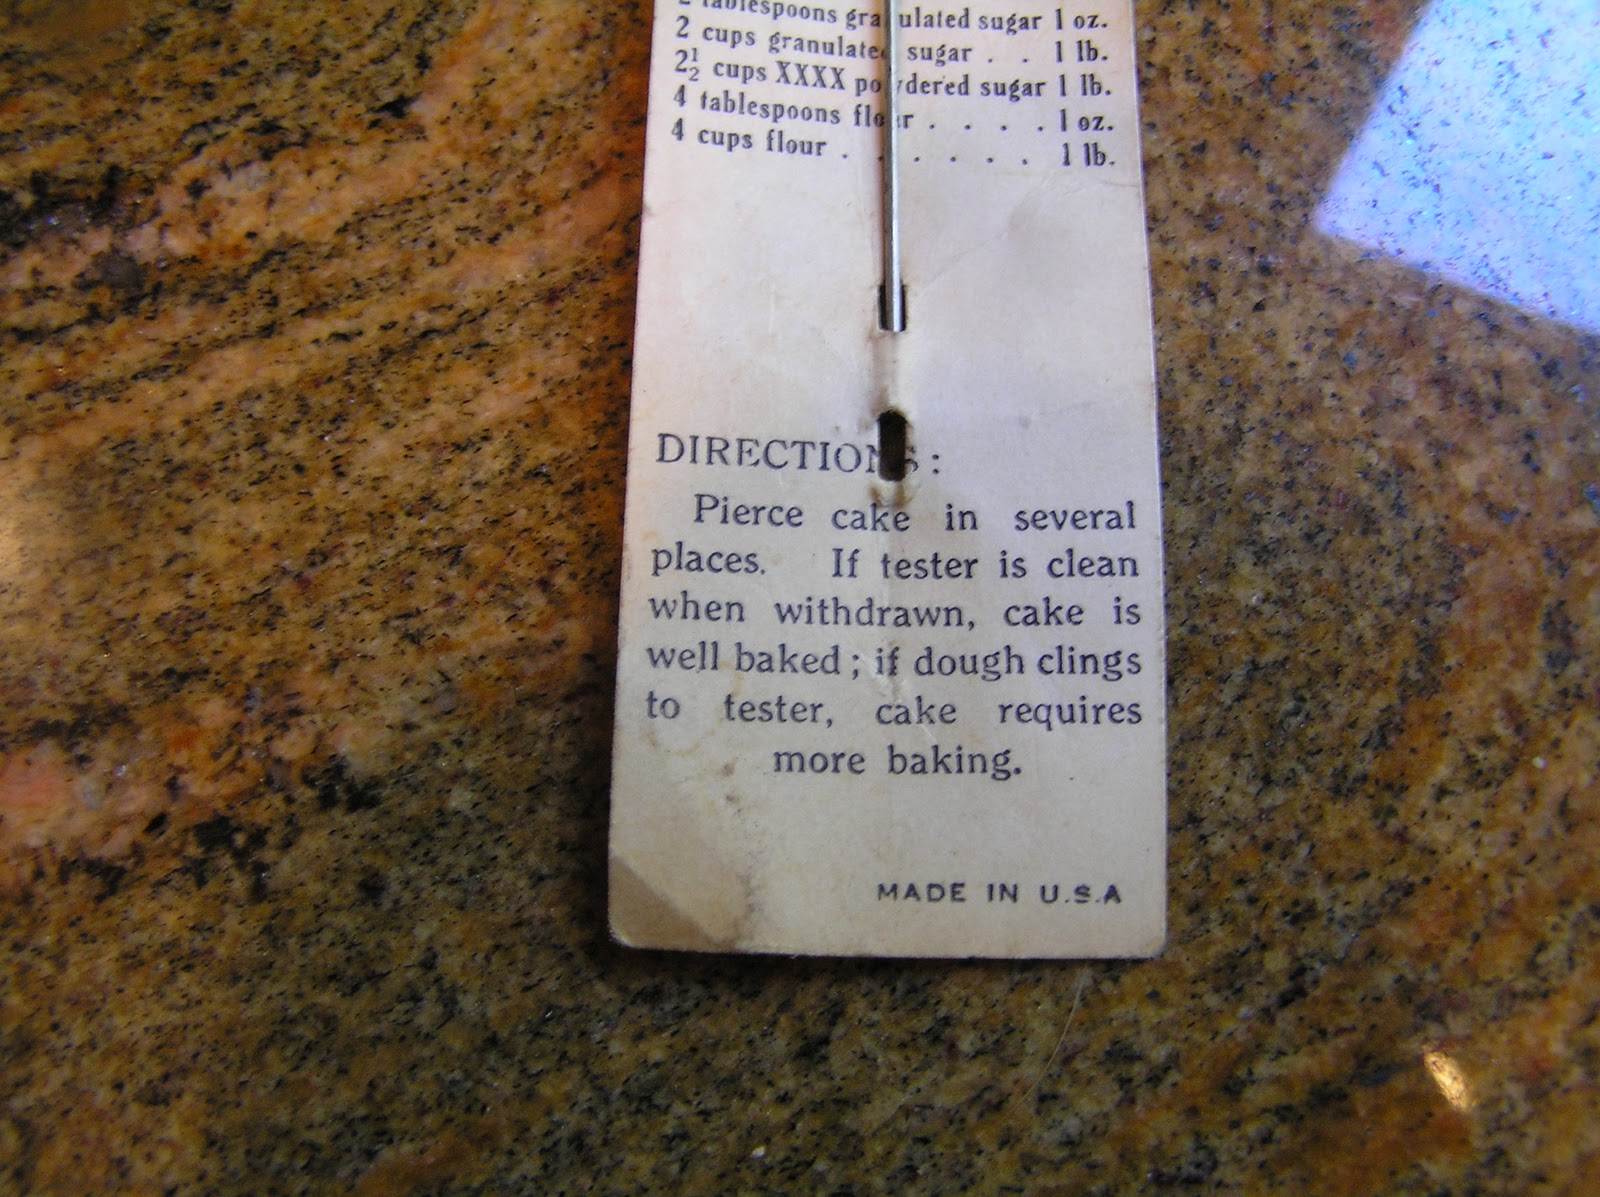 2 tablespoons granulated sugar 1 oz.
2 cups granulated sugar . . 1 lb.
2½ cups XXXX powdered sugar 1 lb.
4 tablespoons flour . . . . 1 oz.
4 cups flour . . . . . . 1 lb.
DIRECTIONS:
Pierce cake in several
places. If tester is clean
when withdrawn, cake is
well baked; if dough clings
to tester, cake requires
more baking.
MADE IN U.S.A